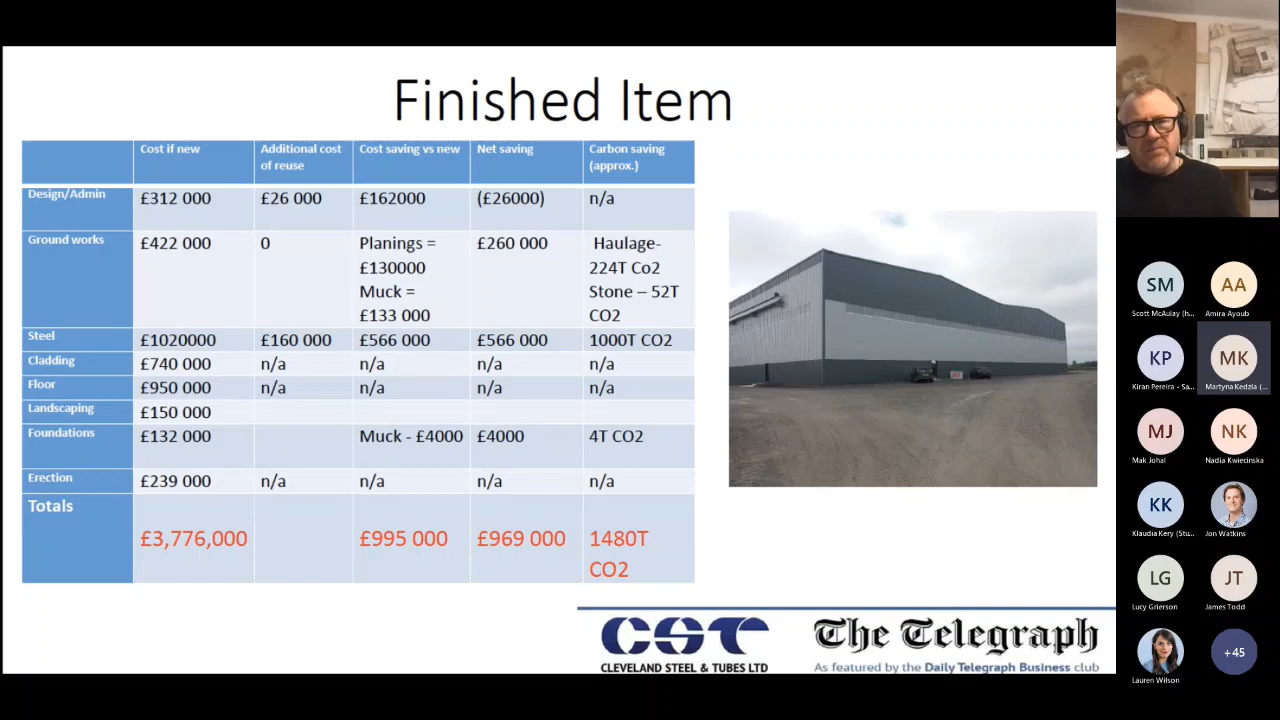 Finished Item
Cost if new
Additional cost
of reuse
Cost saving vs new
Net saving
Carbon saving
(approx.)
Design/Admin
£312 000
£26 000
£162000
(£26000)
n/a
Ground works
£422 000
0
Planings =
£130000
Muck =
£133 000
£260 000
Haulage-
224T Co2
Stone – 52T
CO2
Steel
£1020000
£160 000
£566 000
£566 000
1000T CO2
Cladding
£740 000
n/a
n/a
n/a
n/a
Floor
£950 000
n/a
n/a
n/a
n/a
Landscaping
£150 000
Foundations
£132 000
Muck - £4000
£4000
4T CO2
Erection
£239 000
n/a
n/a
n/a
n/a
Totals
£3,776,000
£995 000
£969 000
1480T
CO2
CST
CLEVELAND STEEL & TUBES LTD
The Telegraph
As featured by the Daily Telegraph Business club
SM
Scott McAulay (h...
AA
Amira Ayoub
KP
Kiran Pereira - Sa...
MK
Martyna Kedzia (...
MJ
Mak Johal
NK
Nadia Kwiecinska
KK
Klaudia Kery (Stu...
Jon Watkins
LG
Lucy Grierson
JT
James Todd
Lauren Wilson
+45